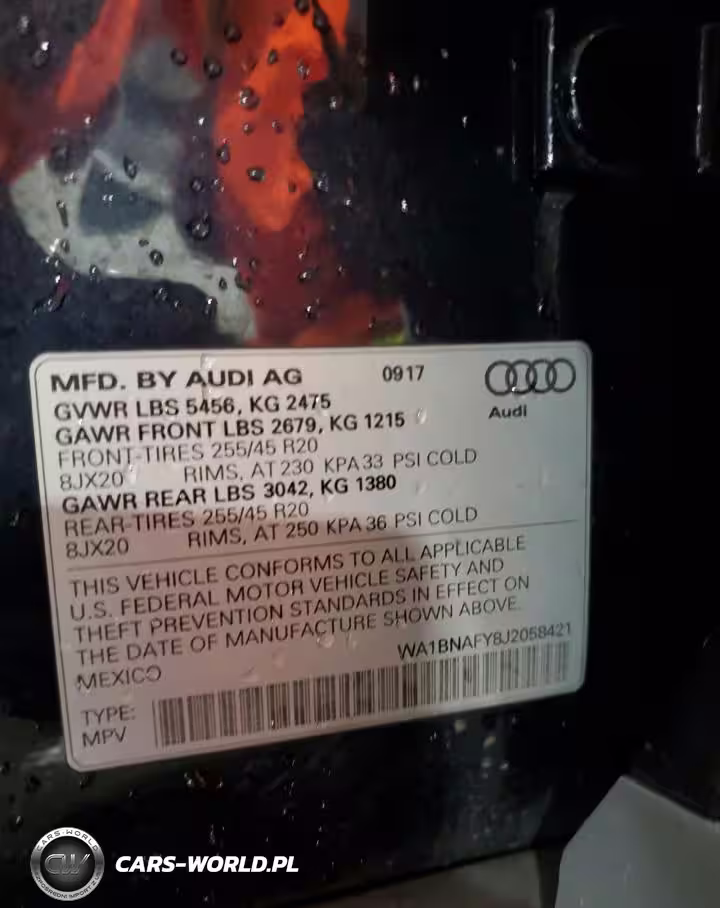 MFD. BY AUDI AG 0917
Audi
GVWR LBS 5456, KG 2475
GAWR FRONT LBS 2679, KG 1215
FRONT-TIRES 255/45 R20
8JX20 RIMS, AT 230 KPA 33 PSI COLD
GAWR REAR LBS 3042, KG 1380
REAR-TIRES 255/45 R20
8JX20 RIMS, AT 250 KPA 36 PSI COLD
THIS VEHICLE CONFORMS TO ALL APPLICABLE
U.S. FEDERAL MOTOR VEHICLE SAFETY AND
THEFT PREVENTION STANDARDS IN EFFECT ON
THE DATE OF MANUFACTURE SHOWN ABOVE.
WA1BNAFY8J2058421
MEXICO
TYPE:
MPV
CARS-WORLD
CW
CARS-WORLD.PL